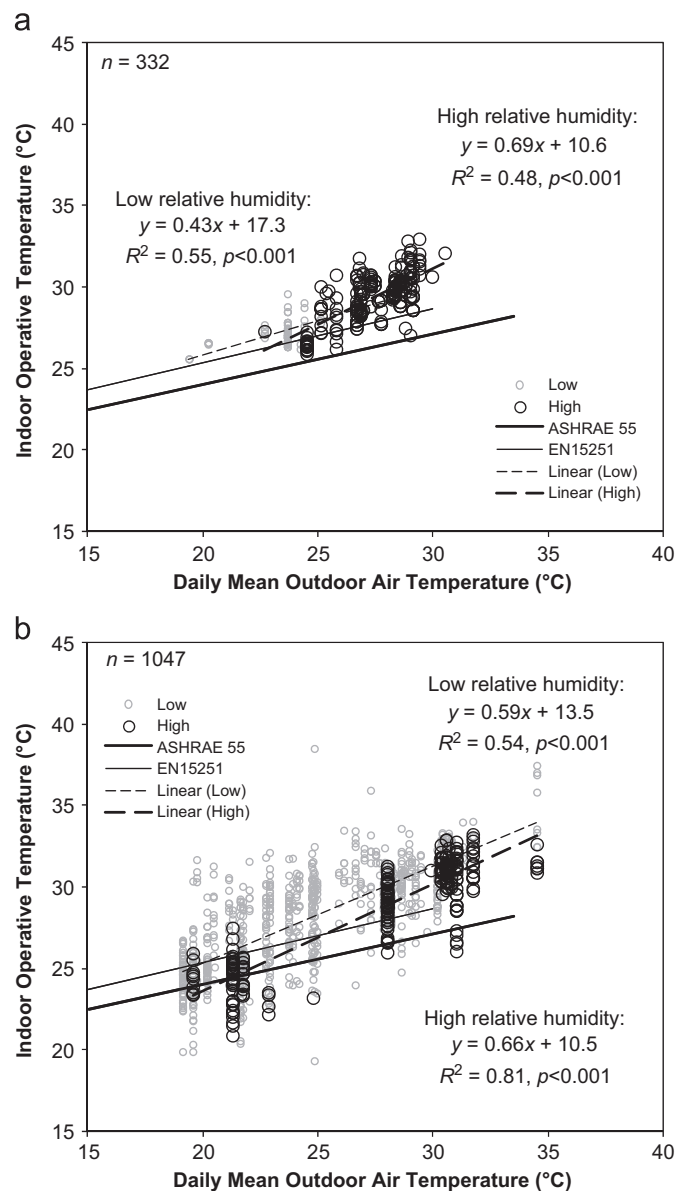 a
45
n = 332
High relative humidity:
40
y = 0.69x + 10.6
R² = 0.48, p<0.001
Low relative humidity:
35
y = 0.43x + 17.3
R² = 0.55, p<0.001
30
25
Low
High
ASHRAE 55
20
EN15251
Linear (Low)
Linear (High)
15
15 20 25 30 35 40
Indoor Operative Temperature (°C)
Daily Mean Outdoor Air Temperature (°C)
b
45
n = 1047
Low relative humidity:
Low
40
y = 0.59x + 13.5
High
R² = 0.54, p<0.001
ASHRAE 55
EN15251
Linear (Low)
35
Linear (High)
30
25
High relative humidity:
20
y = 0.66x + 10.5
R² = 0.81, p<0.001
15
15 20 25 30 35 40
Indoor Operative Temperature (°C)
Daily Mean Outdoor Air Temperature (°C)